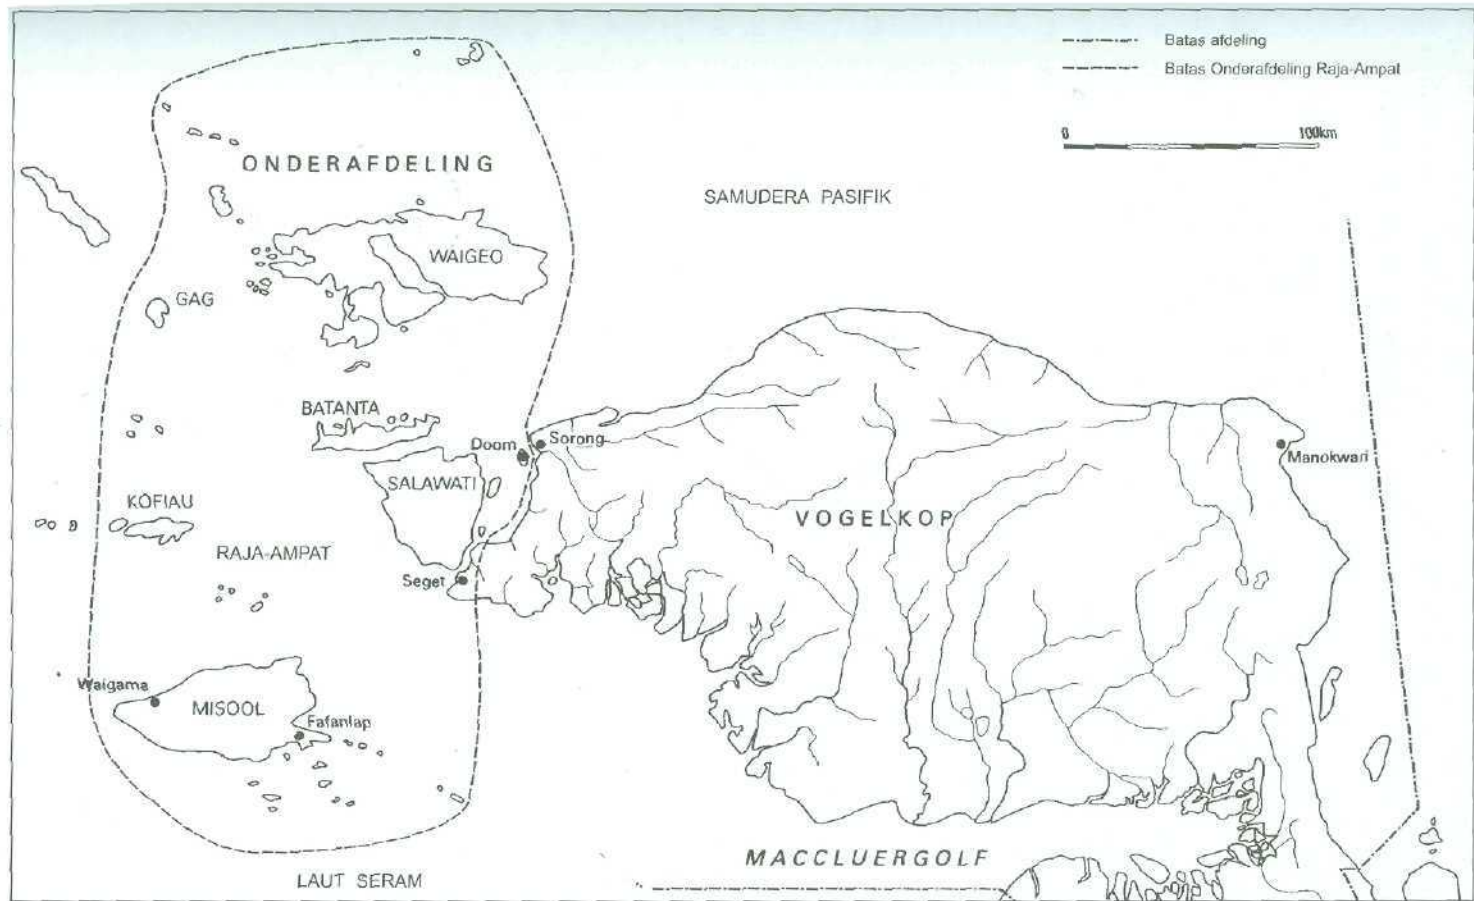 Batas afdeling
Batas Onderafdeling Raja-Ampat
0 100km
ONDERAFDELING
SAMUDERA PASIFIK
WAIGEO
GAG
BATANTA
Doom
Sorong
Manokwari
SALAWATI
KOFIAU
VOGELKOP
RAJA-AMPAT
Seget
Waigama
MISOOL
Fafanlap
MACCLUERGOLF
LAUT SERAM